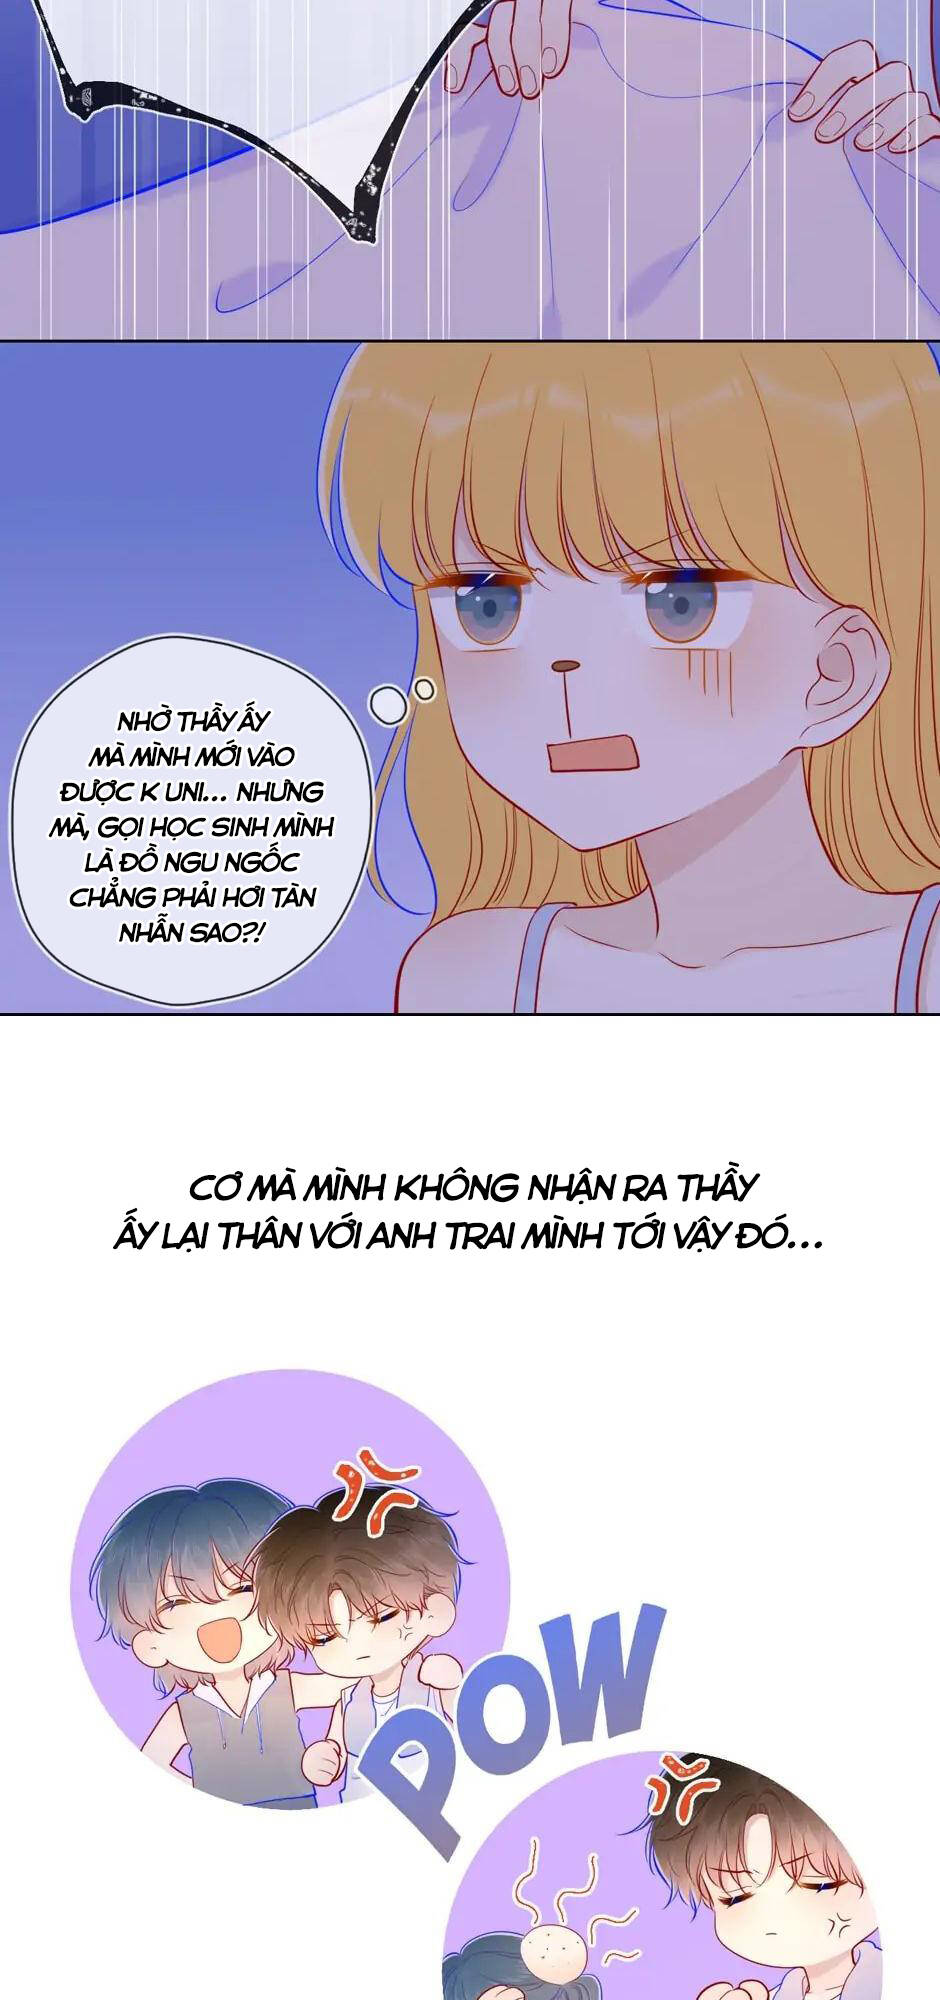 NHỜ THẦY ẤY
MÀ MÌNH MỚI VÀO
ĐƯỢC K UNI... NHƯNG
MÀ, GỌI HỌC SINH MÌNH
LÀ ĐỒ NGU NGỐC
CHẲNG PHẢI HƠI TÀN
NHẪN SAO?!
CƠ MÀ MÌNH KHÔNG NHẬN RA THẦY
ẤY LẠI THÂN VỚI ANH TRAI MÌNH TỚI VẬY ĐÓ...
POW